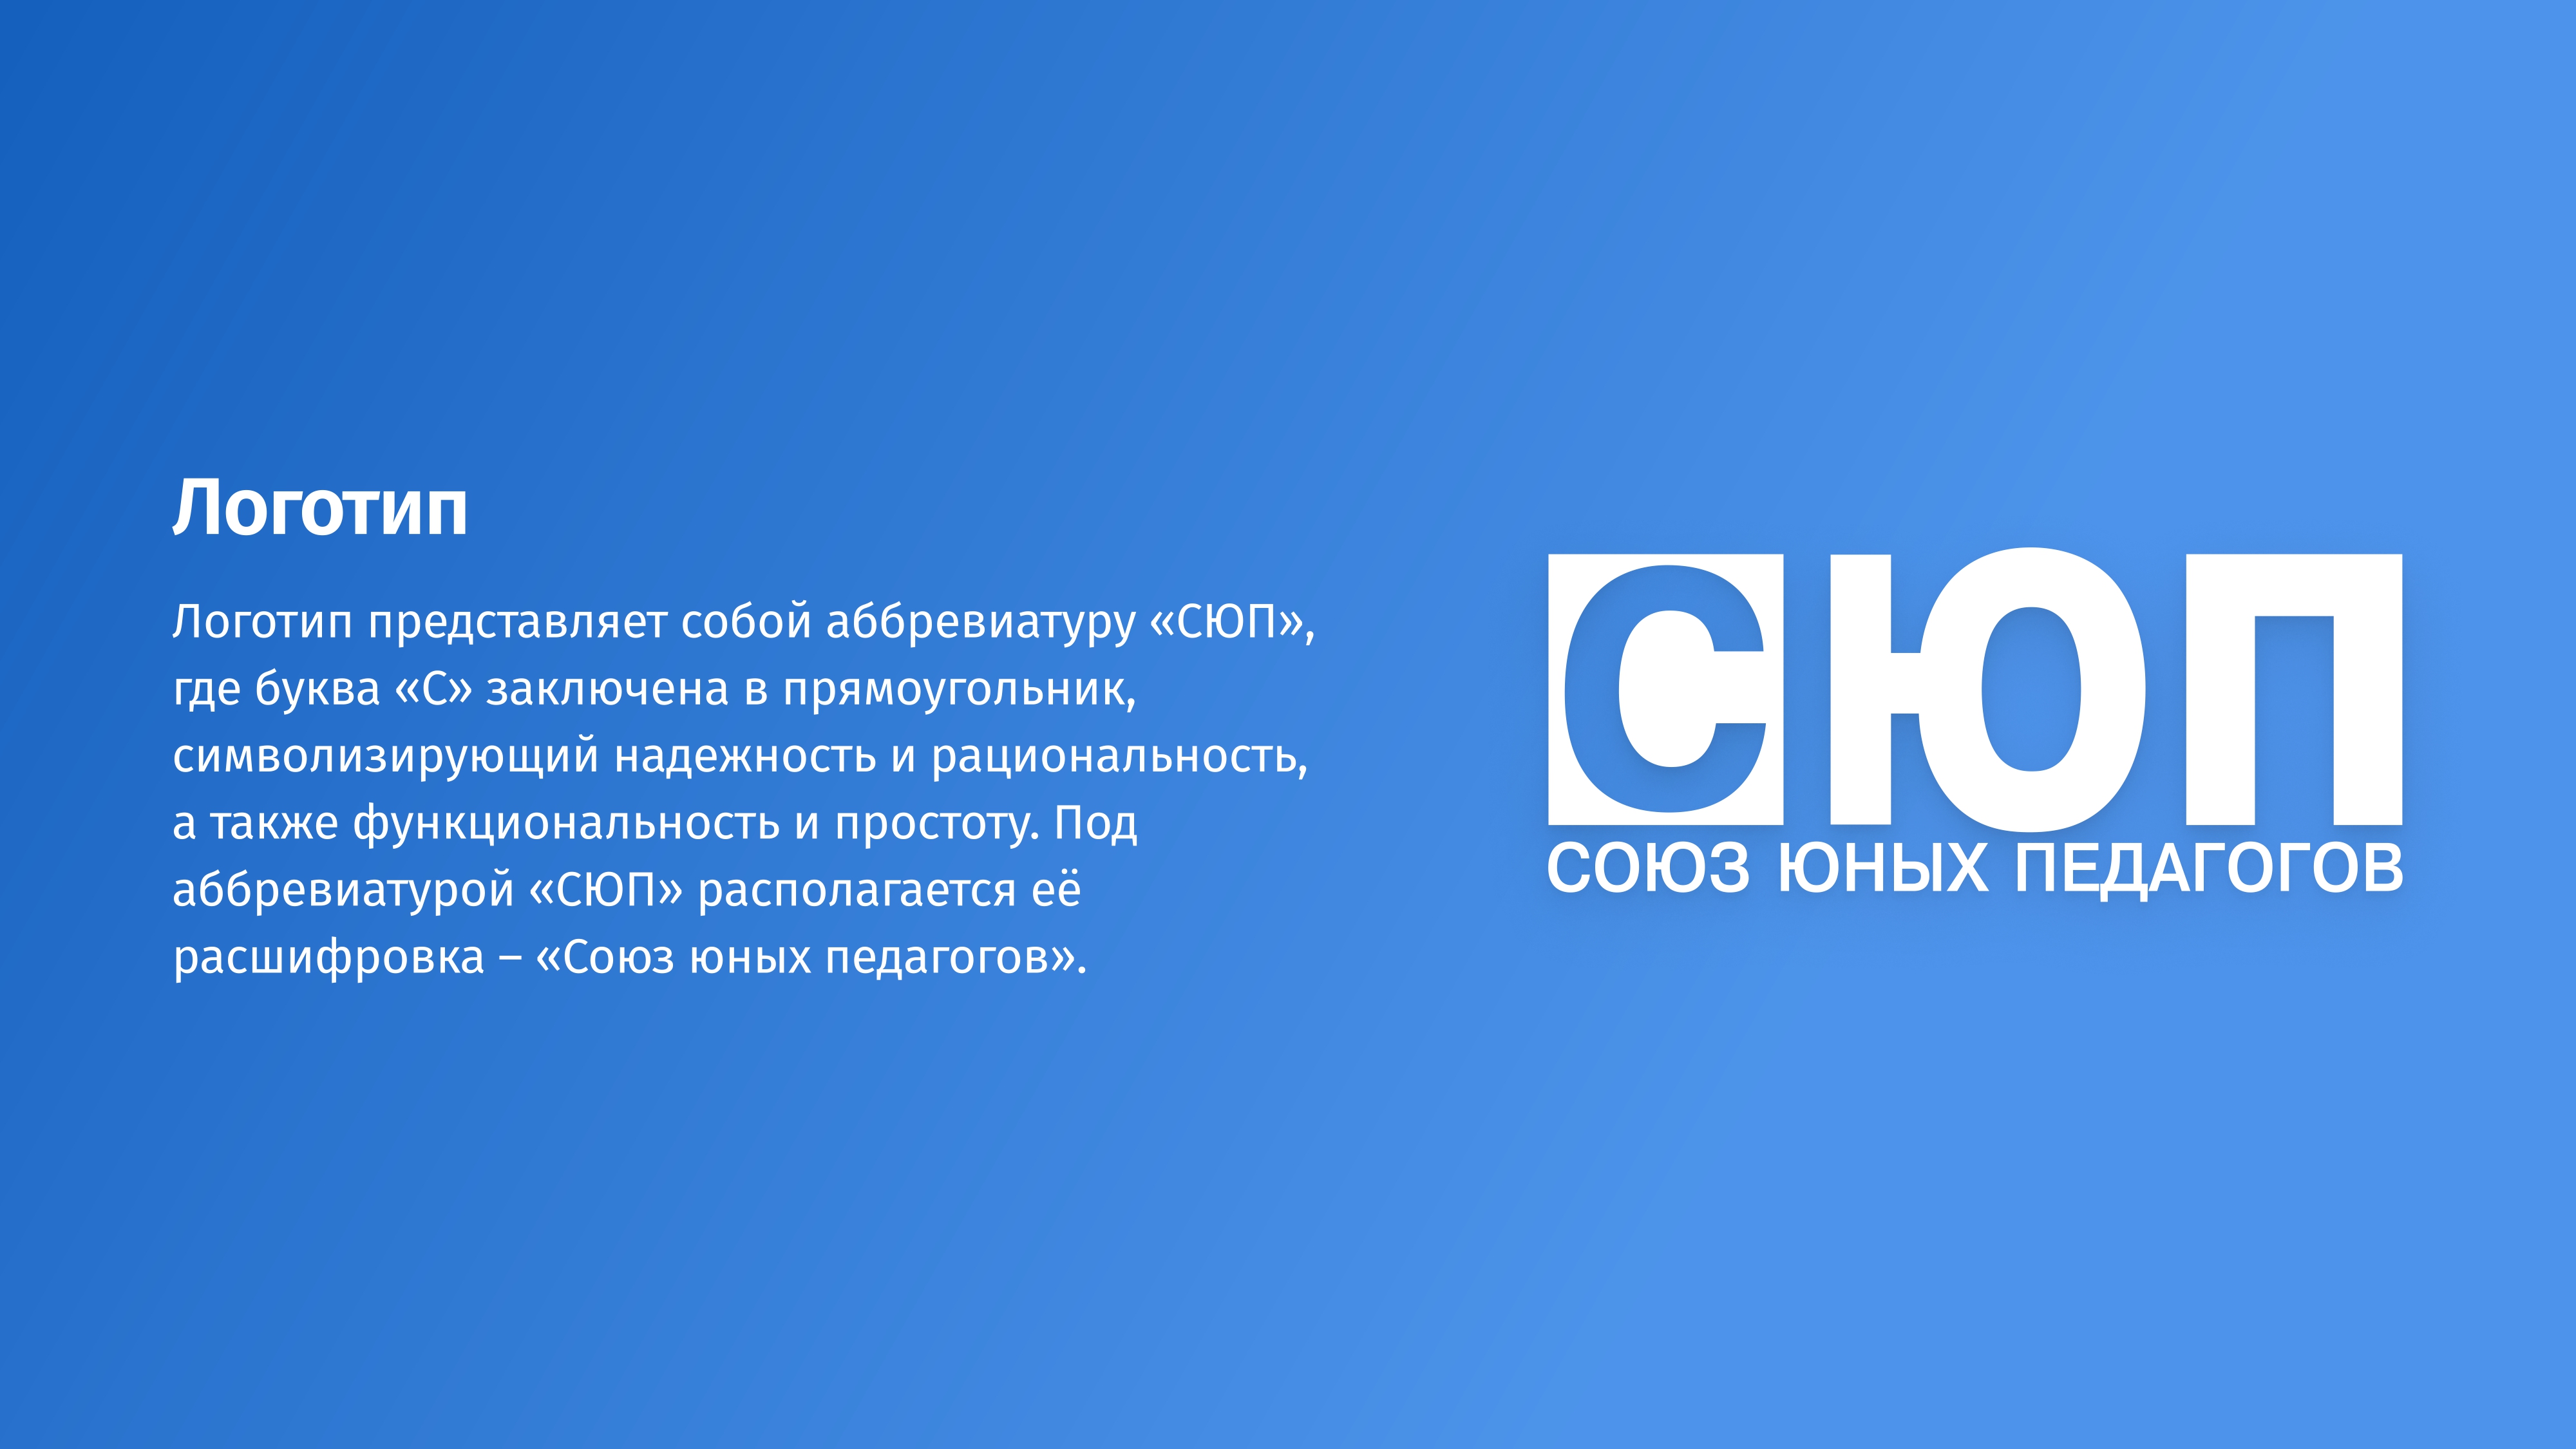 Логотип
Логотип представляет собой аббревиатуру «СЮП»,
где буква «С» заключена в прямоугольник,
символизирующий надежность и рациональность,
а также функциональность и простоту. Под
аббревиатурой «СЮП» располагается её
расшифровка – «Союз юных педагогов».
СЮП
СОЮЗ ЮНЫХ ПЕДАГОГОВ